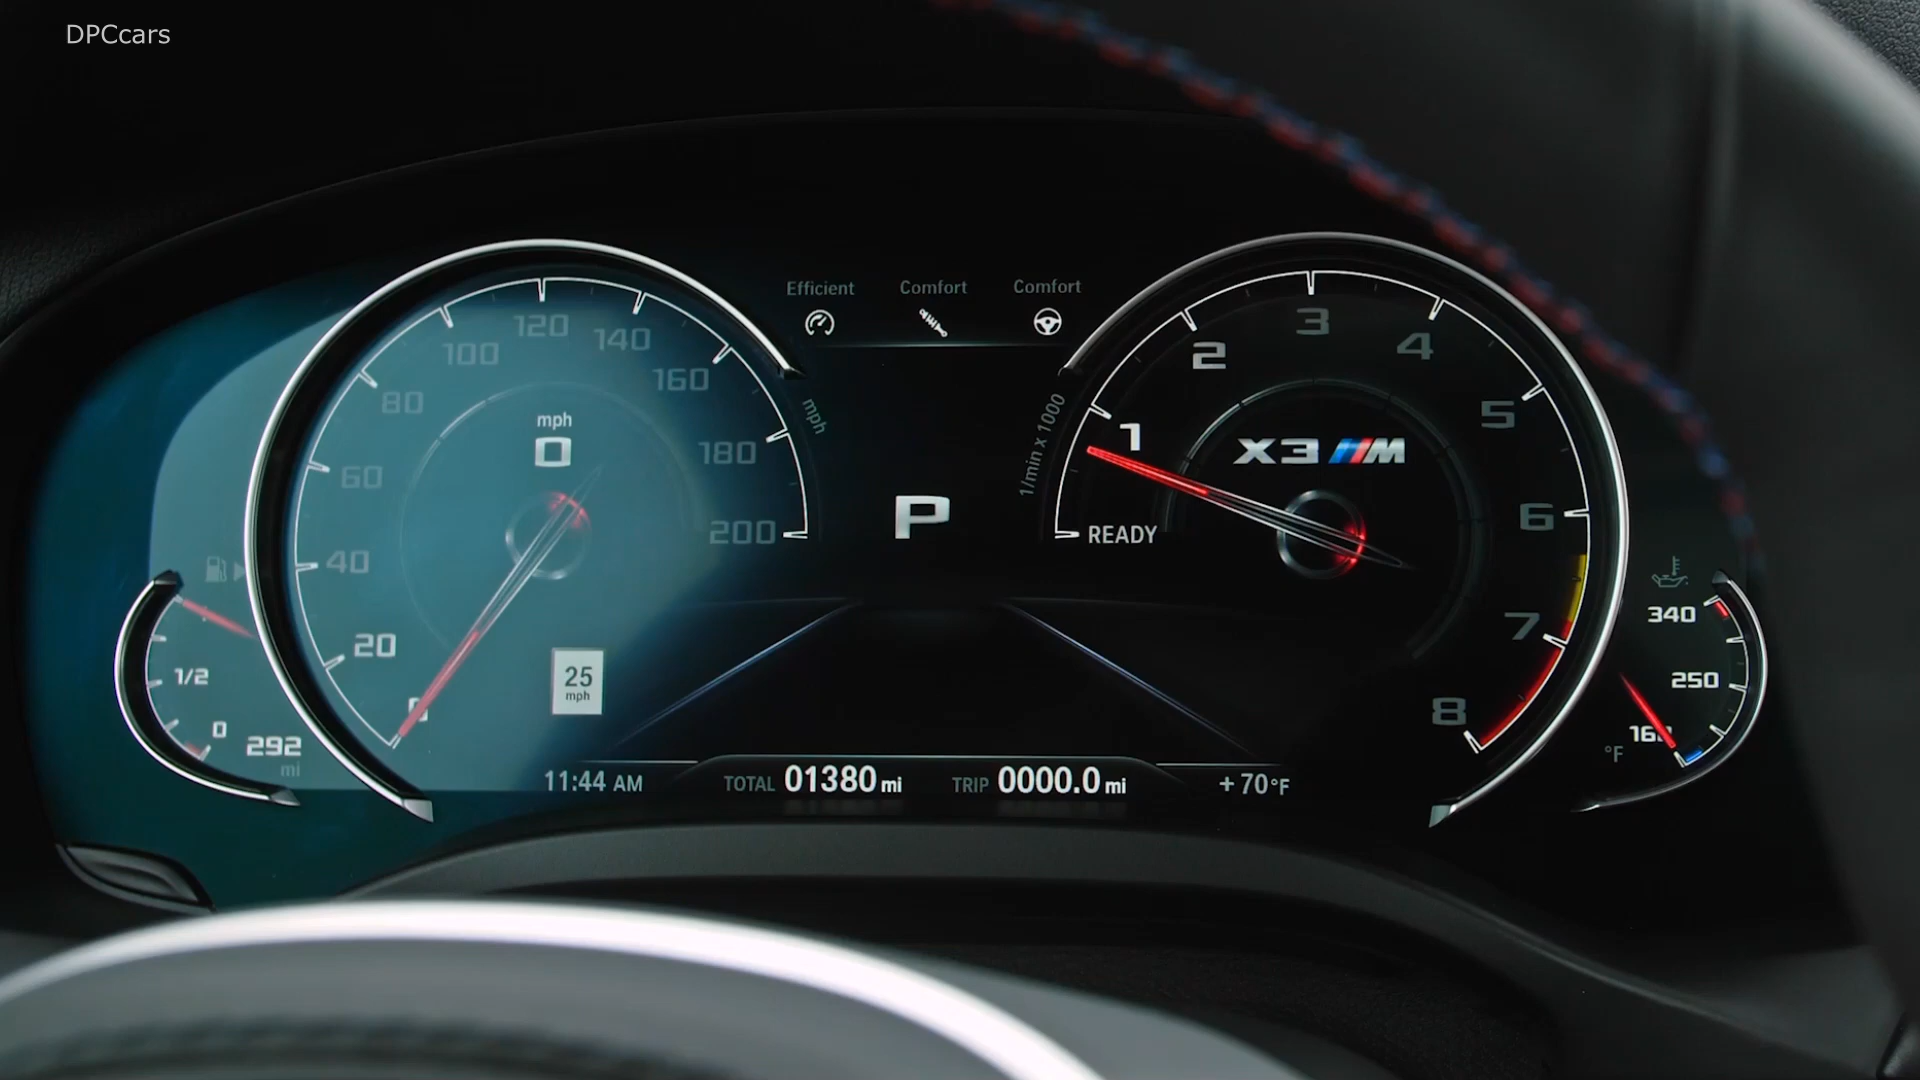 DPCcars
Efficient Comfort Comfort
120
100 140
80 160
60 180
40 200
20
0
mph
0
mph
25
mph
P
1/min x 1000
READY
1
2
3
4
5
6
7
8
X3 M
1/2
0
292
mi
340
250
°F
11:44 AM TOTAL 01380 mi TRIP 0000.0 mi +70°F